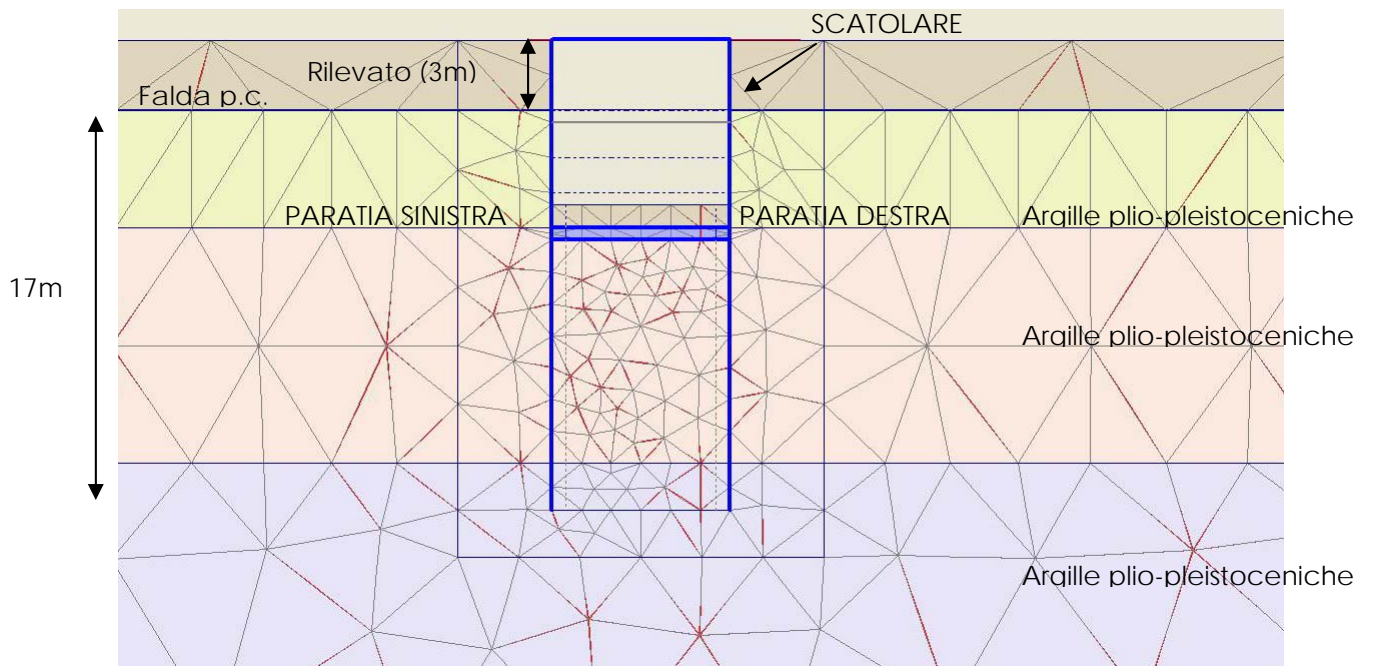 SCATOLARE
Rilevato (3m)
Falda p.c.
PARATIA SINISTRA
PARATIA DESTRA
Argille plio-pleistoceniche
17m
Argille plio-pleistoceniche
Argille plio-pleistoceniche